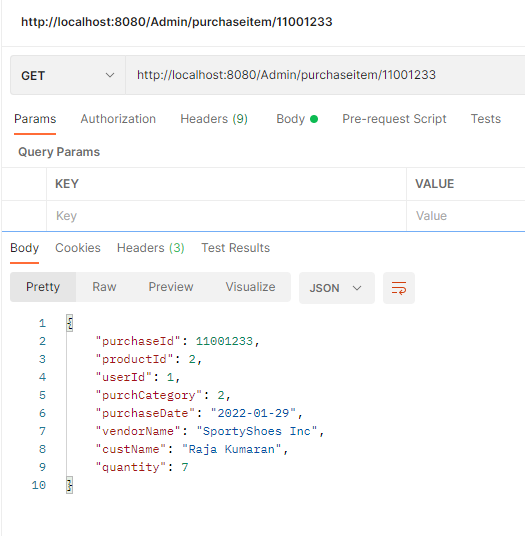 http://localhost:8080/Admin/purchaseitem/11001233
GET http://localhost:8080/Admin/purchaseitem/11001233
Params Authorization Headers (9) Body Pre-request Script Tests
Query Params
KEY VALUE
Key Value
Body Cookies Headers (3) Test Results
Pretty Raw Preview Visualize JSON
1 {
2 "purchaseId": 11001233,
3 "productId": 2,
4 "userId": 1,
5 "purchCategory": 2,
6 "purchaseDate": "2022-01-29",
7 "vendorName": "SportyShoes Inc",
8 "custName": "Raja Kumaran",
9 "quantity": 7
10 }